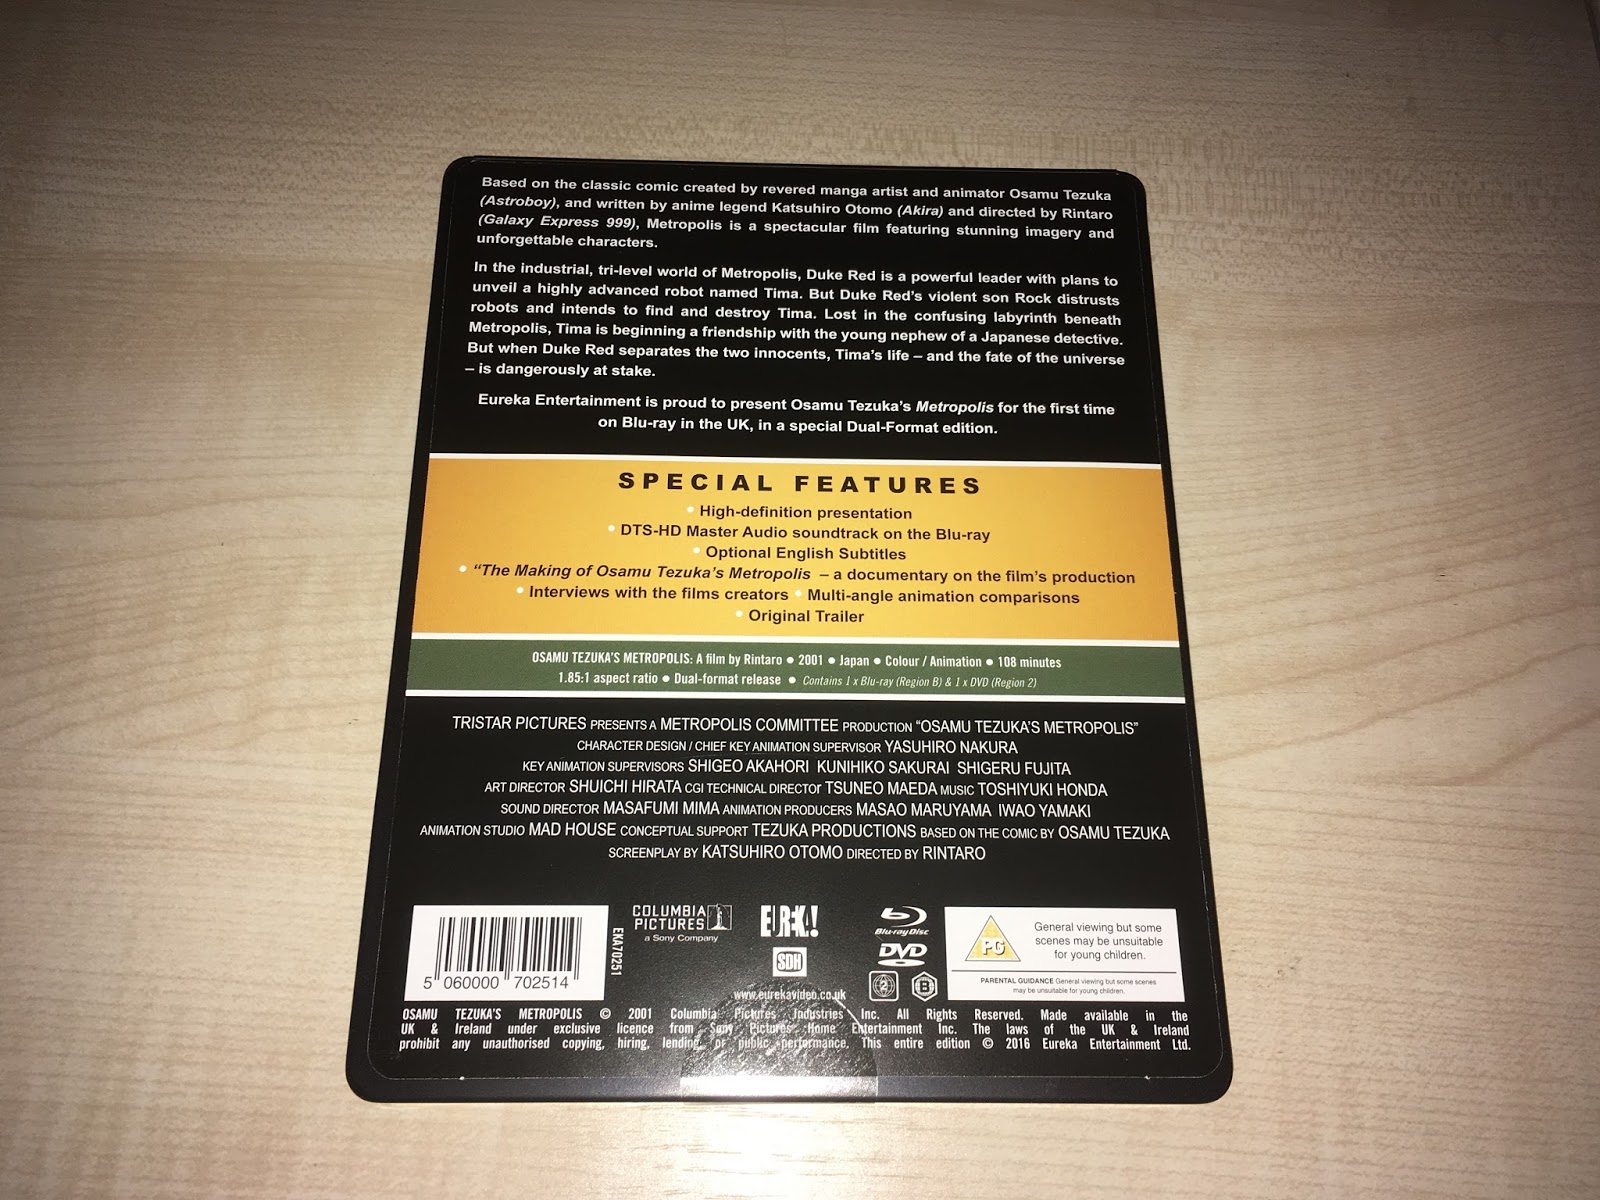 Based on the classic comic created by revered manga artist and animator Osamu Tezuka
(Astroboy), and written by anime legend Katsuhiro Otomo (Akira) and directed by Rintaro
(Galaxy Express 999), Metropolis is a spectacular film featuring stunning imagery and
unforgettable characters.
In the industrial, tri-level world of Metropolis, Duke Red is a powerful leader with plans to
unveil a highly advanced robot named Tima. But Duke Red's violent son Rock distrusts
robots and intends to find and destroy Tima. Lost in the confusing labyrinth beneath
Metropolis, Tima is beginning a friendship with the young nephew of a Japanese detective.
But when Duke Red separates the two innocents, Tima's life – and the fate of the universe
– is dangerously at stake.
Eureka Entertainment is proud to present Osamu Tezuka's Metropolis for the first time
on Blu-ray in the UK, in a special Dual-Format edition.
SPECIAL FEATURES
• High-definition presentation
• DTS-HD Master Audio soundtrack on the Blu-ray
• Optional English Subtitles
• “The Making of Osamu Tezuka's Metropolis – a documentary on the film's production
• Interviews with the films creators • Multi-angle animation comparisons
• Original Trailer
OSAMU TEZUKA'S METROPOLIS: A film by Rintaro • 2001 • Japan • Colour / Animation • 108 minutes
1.85:1 aspect ratio • Dual-format release • Contains 1 x Blu-ray (Region B) & 1 x DVD (Region 2)
TRISTAR PICTURES PRESENTS A METROPOLIS COMMITTEE PRODUCTION “OSAMU TEZUKA'S METROPOLIS”
CHARACTER DESIGN / CHIEF KEY ANIMATION SUPERVISOR YASUHIRO NAKURA
KEY ANIMATION SUPERVISORS SHIGEO AKAHORI KUNIHIKO SAKURAI SHIGERU FUJITA
ART DIRECTOR SHUICHI HIRATA CGI TECHNICAL DIRECTOr TSUNEO MAEDA MUSIC TOSHIYUKI HONDA
SOUND DIRECTOR MASAFUMI MIMA ANIMATION PRODUCERS MASAO MARUYAMA IWAO YAMAKI
ANIMATION STUDIO MAD HOUSE CONCEPTUAL SUPPORT TEZUKA PRODUCTIONS BASED ON THE COMIC BY OSAMU TEZUKA
SCREENPLAY BY KATSUHIRO OTOMO DIRECTED BY RINTARO
5 060000 702514
EKA70251
COLUMBIA
PICTURES
a Sony Company
EUREKA!
SDH
www.eurekavideo.co.uk
Blu-ray Disc
DVD
2
B
PG
General viewing but some
scenes may be unsuitable
for young children.
PARENTAL GUIDANCE General viewing but some scenes
may be unsuitable for young children.
OSAMU TEZUKA'S METROPOLIS © 2001 Columbia Pictures Industries Inc. All Rights Reserved. Made available in the
UK & Ireland under exclusive licence from Sony Pictures Home Entertainment Inc. The laws of the UK & Ireland
prohibit any unauthorised copying, hiring, lending, or public performance. This entire edition © 2016 Eureka Entertainment Ltd.